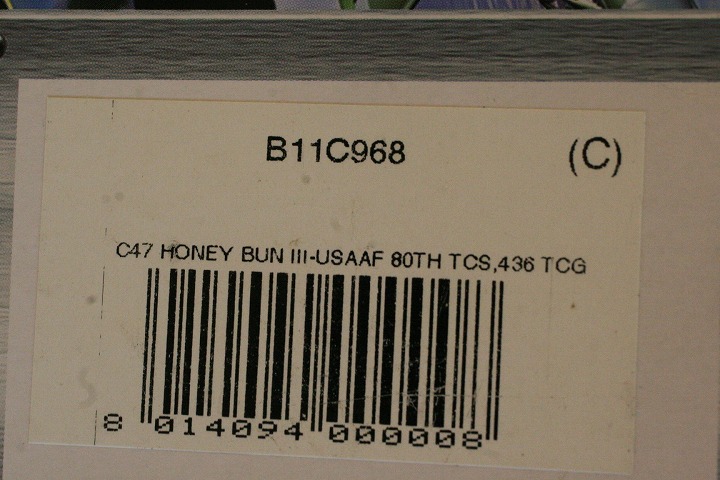 B11C968 (C)
C47 HONEY BUN III-USAAF 80TH TCS,436 TCG
8 014094 000008